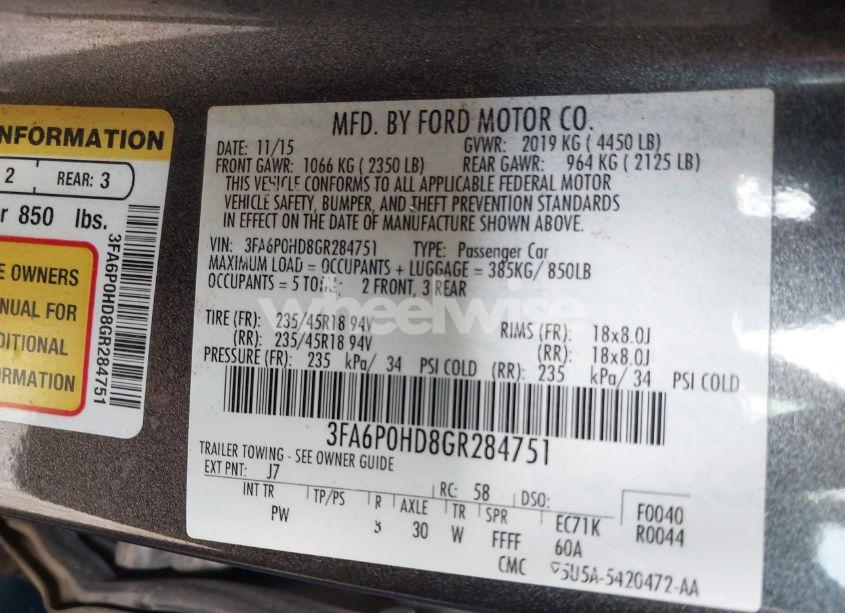 NFORMATION
2 REAR: 3
r 850 lbs.
3FA6P0HD8GR284751
E OWNERS
ANUAL FOR
DITIONAL
ORMATION
MFD. BY FORD MOTOR CO.
DATE: 11/15 GVWR: 2019 KG ( 4450 LB)
FRONT GAWR: 1066 KG ( 2350 LB) REAR GAWR: 964 KG ( 2125 LB)
THIS VEHICLE CONFORMS TO ALL APPLICABLE FEDERAL MOTOR
VEHICLE SAFETY, BUMPER, AND THEFT PREVENTION STANDARDS
IN EFFECT ON THE DATE OF MANUFACTURE SHOWN ABOVE.
VIN: 3FA6P0HD8GR284751 TYPE: Passenger Car
MAXIMUM LOAD = OCCUPANTS + LUGGAGE = 385KG/ 850LB
OCCUPANTS = 5 TOTAL: 2 FRONT, 3 REAR
wheelwise
TIRE (FR): 235/45R18 94V RIMS (FR): 18x8.0J
(RR): 235/45R18 94V (RR): 18x8.0J
PRESSURE (FR): 235 kPa/ 34 PSI COLD (RR): 235 kPa/ 34 PSI COLD
3FA6P0HD8GR284751
TRAILER TOWING - SEE OWNER GUIDE
EXT PNT: J7 RC: 58 DSO: F0040
INT TR TP/PS R AXLE TR SPR EC71K R0044
PW 30 W FFFF 60A
CMC 5U5A-5420472-AA